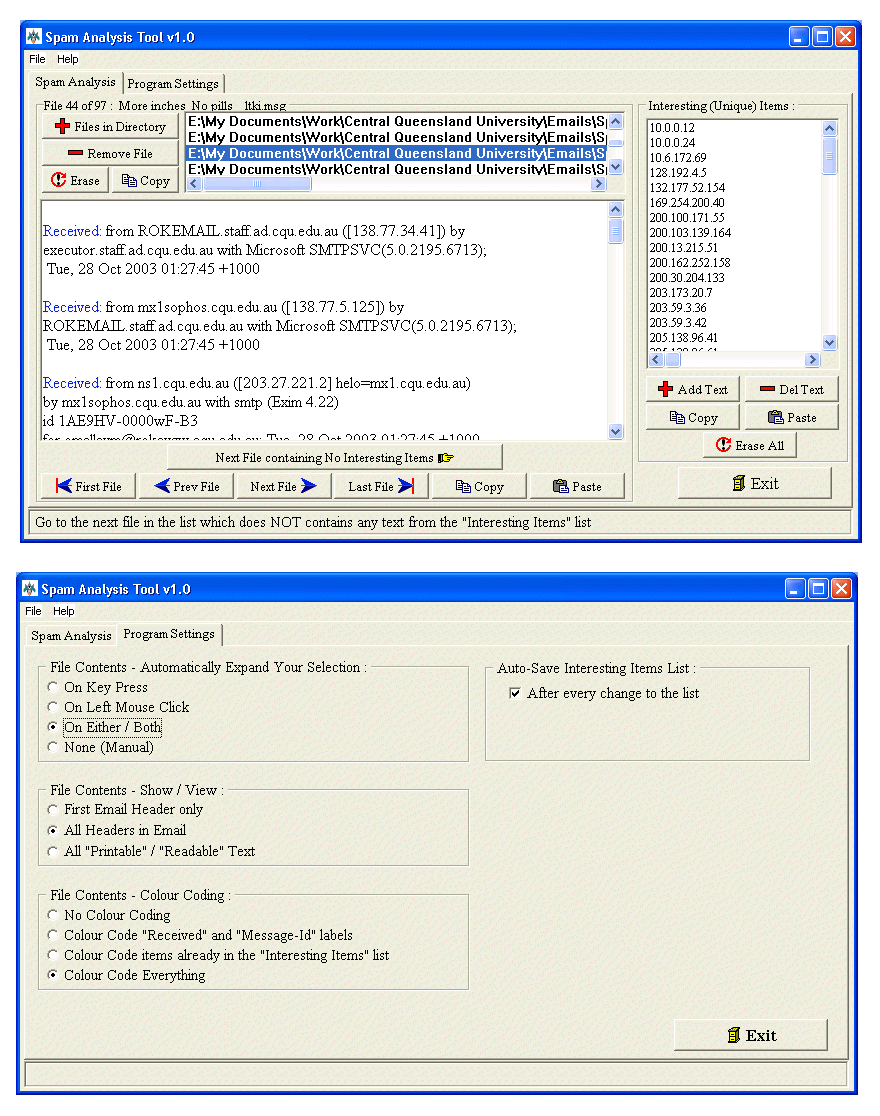 Spam Analysis Tool v1.0
File Help
Spam Analysis Program Settings
File 44 of 97 : More inches No pills ltki.msg
Files in Directory
Remove File
Erase Copy
E:\My Documents\Work\Central Queensland University\Emails\Sp
E:\My Documents\Work\Central Queensland University\Emails\Sp
E:\My Documents\Work\Central Queensland University\Emails\Sp
E:\My Documents\Work\Central Queensland University\Emails\Sp
Received: from ROKEMAIL.staff.ad.cqu.edu.au ([138.77.34.41]) by
executor.staff.ad.cqu.edu.au with Microsoft SMTPSVC(5.0.2195.6713);
Tue, 28 Oct 2003 01:27:45 +1000
Received: from mx1sophos.cqu.edu.au ([138.77.5.125]) by
ROKEMAIL.staff.ad.cqu.edu.au with Microsoft SMTPSVC(5.0.2195.6713);
Tue, 28 Oct 2003 01:27:45 +1000
Received: from ns1.cqu.edu.au ([203.27.221.2] helo=mx1.cqu.edu.au)
by mx1sophos.cqu.edu.au with smtp (Exim 4.22)
id 1AE9HV-0000wF-B3
Tue, 28 Oct 2003 01:27:45 +1000
Next File containing No Interesting Items
First File Prev File Next File Last File Copy Paste
Interesting (Unique) Items :
10.0.0.12
10.0.0.24
10.6.172.69
128.192.4.5
132.177.52.154
169.254.200.40
200.100.171.55
200.103.139.164
200.13.215.51
200.162.252.158
200.30.204.133
203.173.20.7
203.59.3.36
203.59.3.42
205.138.96.41
Add Text Del Text
Copy Paste
Erase All
Exit
Go to the next file in the list which does NOT contains any text from the "Interesting Items" list
Spam Analysis Tool v1.0
File Help
Spam Analysis Program Settings
File Contents - Automatically Expand Your Selection :
On Key Press
On Left Mouse Click
On Either / Both
None (Manual)
File Contents - Show / View :
First Email Header only
All Headers in Email
All "Printable" / "Readable" Text
File Contents - Colour Coding :
No Colour Coding
Colour Code "Received" and "Message-Id" labels
Colour Code items already in the "Interesting Items" list
Colour Code Everything
Auto-Save Interesting Items List :
After every change to the list
Exit